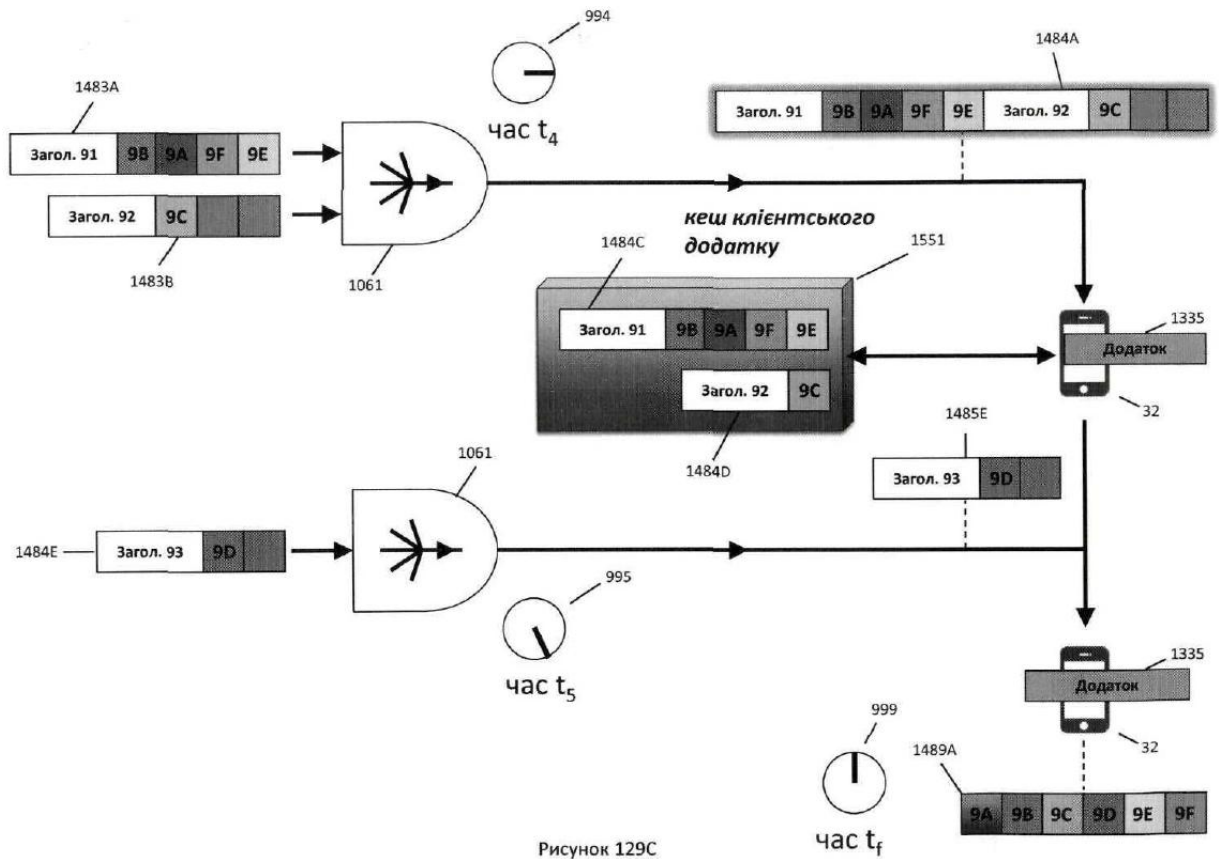 994
1484A
1483A
Загол. 91 9B 9A 9F 9E Загол. 92 9C
час t4
Загол. 91 9B 9A 9F 9E
Загол. 92 9C
1483B
1061
кеш клієнтського
додатку
1484C
1551
Загол. 91 9B 9A 9F 9E
1335
Додаток
Загол. 92 9C
32
1484D
1485E
1061
Загол. 93 9D
1484E
Загол. 93 9D
995
час t5
1335
Додаток
999
32
1489A
9A 9B 9C 9D 9E 9F
час tf
Рисунок 129C